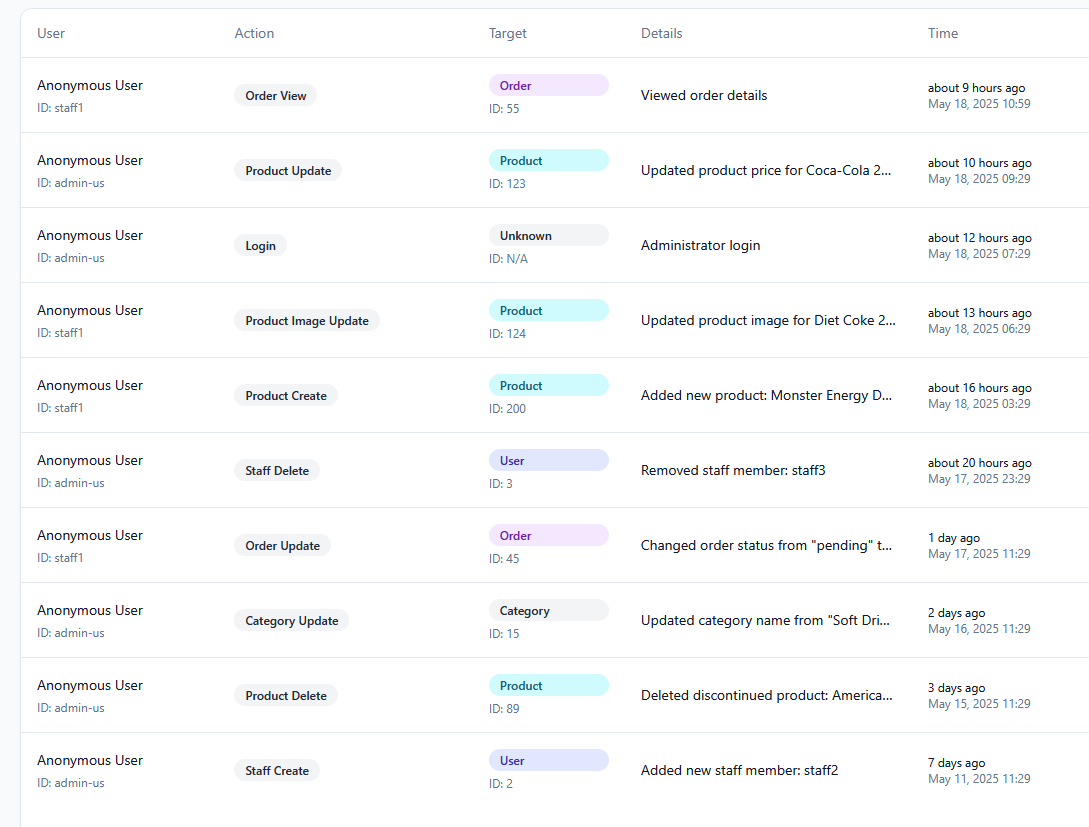 User Action Target Details Time
Anonymous User
ID: staff1
Order View
Order
ID: 55
Viewed order details
about 9 hours ago
May 18, 2025 10:59
Anonymous User
ID: admin-us
Product Update
Product
ID: 123
Updated product price for Coca-Cola 2...
about 10 hours ago
May 18, 2025 09:29
Anonymous User
ID: admin-us
Login
Unknown
ID: N/A
Administrator login
about 12 hours ago
May 18, 2025 07:29
Anonymous User
ID: staff1
Product Image Update
Product
ID: 124
Updated product image for Diet Coke 2...
about 13 hours ago
May 18, 2025 06:29
Anonymous User
ID: staff1
Product Create
Product
ID: 200
Added new product: Monster Energy D...
about 16 hours ago
May 18, 2025 03:29
Anonymous User
ID: admin-us
Staff Delete
User
ID: 3
Removed staff member: staff3
about 20 hours ago
May 17, 2025 23:29
Anonymous User
ID: staff1
Order Update
Order
ID: 45
Changed order status from "pending" t...
1 day ago
May 17, 2025 11:29
Anonymous User
ID: admin-us
Category Update
Category
ID: 15
Updated category name from "Soft Dri...
2 days ago
May 16, 2025 11:29
Anonymous User
ID: admin-us
Product Delete
Product
ID: 89
Deleted discontinued product: America...
3 days ago
May 15, 2025 11:29
Anonymous User
ID: admin-us
Staff Create
User
ID: 2
Added new staff member: staff2
7 days ago
May 11, 2025 11:29